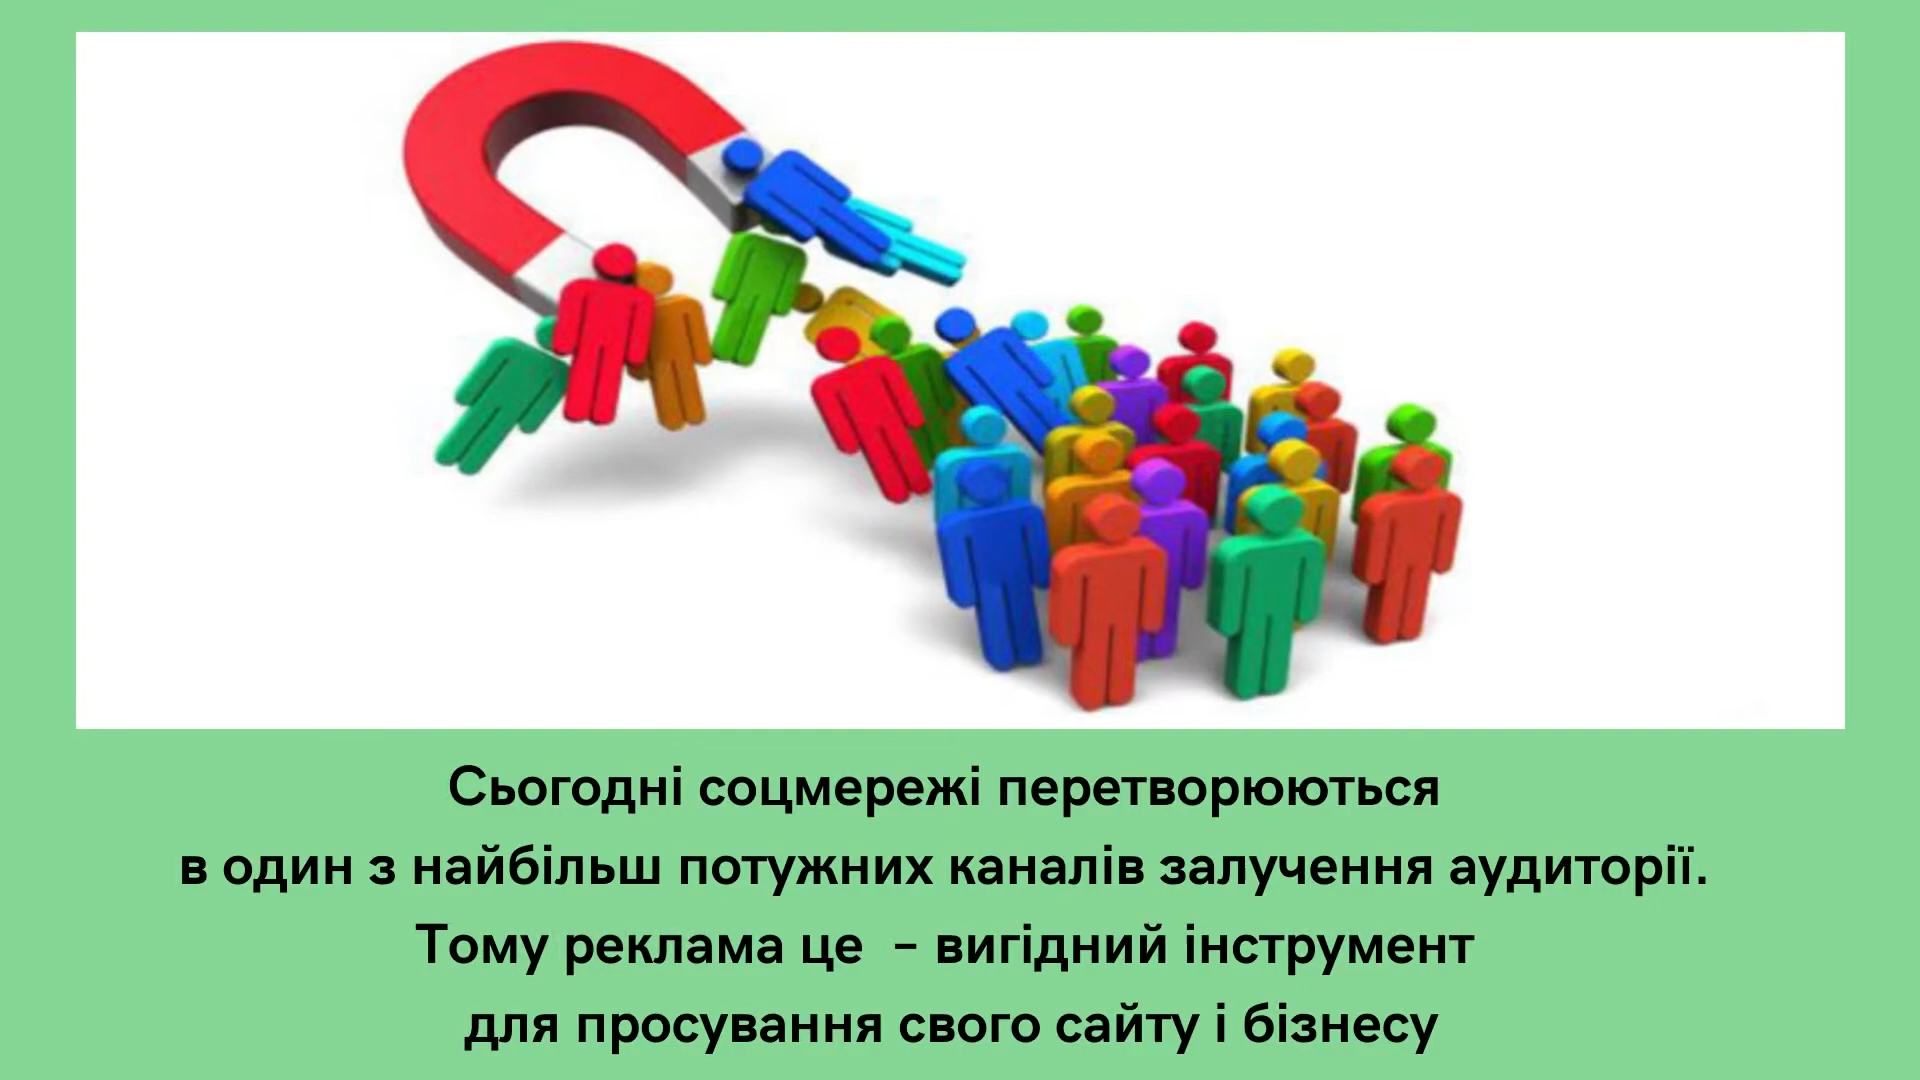 Сьогодні соцмережі перетворюються
в один з найбільш потужних каналів залучення аудиторії.
Тому реклама це  – вигідний інструмент
для просування свого сайту і бізнесу